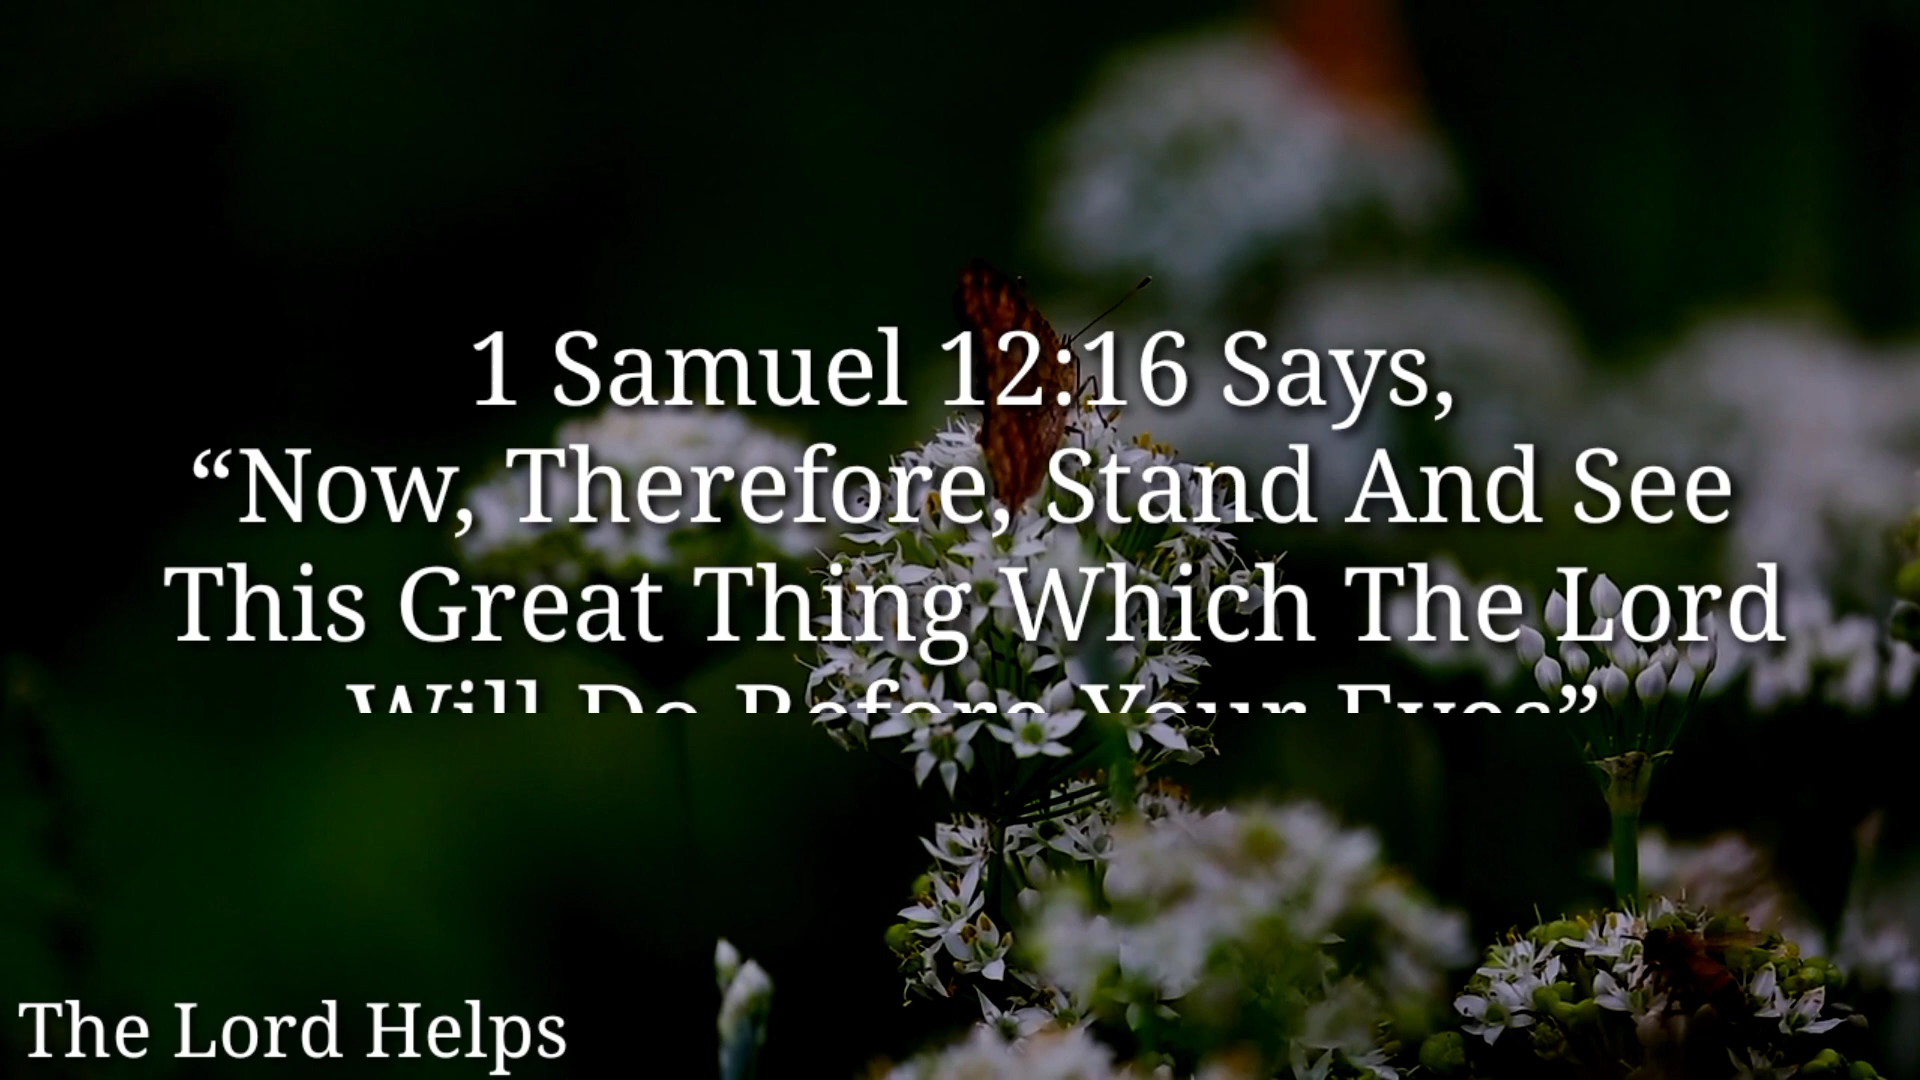 1 Samuel 12:16 Says,
“Now, Therefore, Stand And See
This Great Thing Which The Lord
Will Do Before Your Eyes”
The Lord Helps